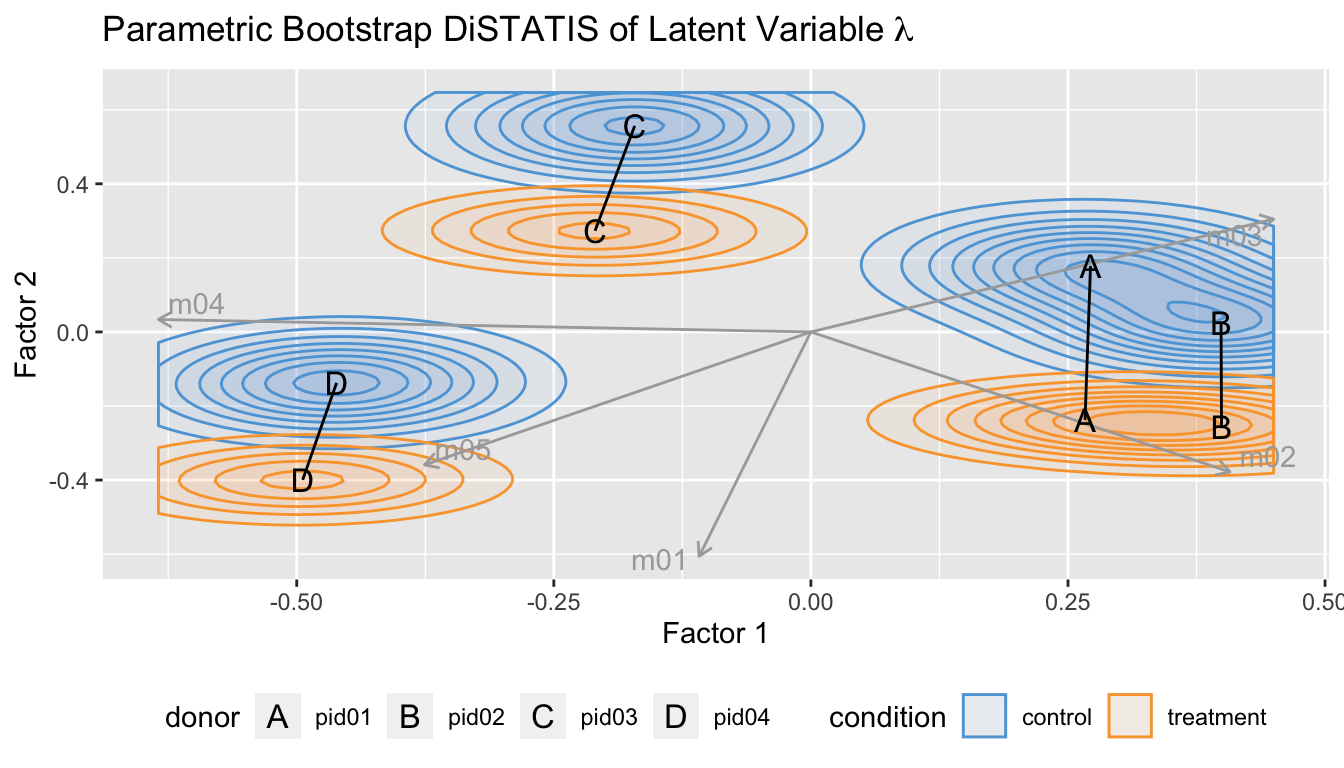 Parametric Bootstrap DiSTATIS of Latent Variable λ
C
0.4
C
m03
A
m04
B
0.0
Factor 2
D
A
B
m05
m02
-0.4
D
m01
-0.50 -0.25 0.00 0.25 0.50
Factor 1
donor A pid01 B pid02 C pid03 D pid04 condition control treatment